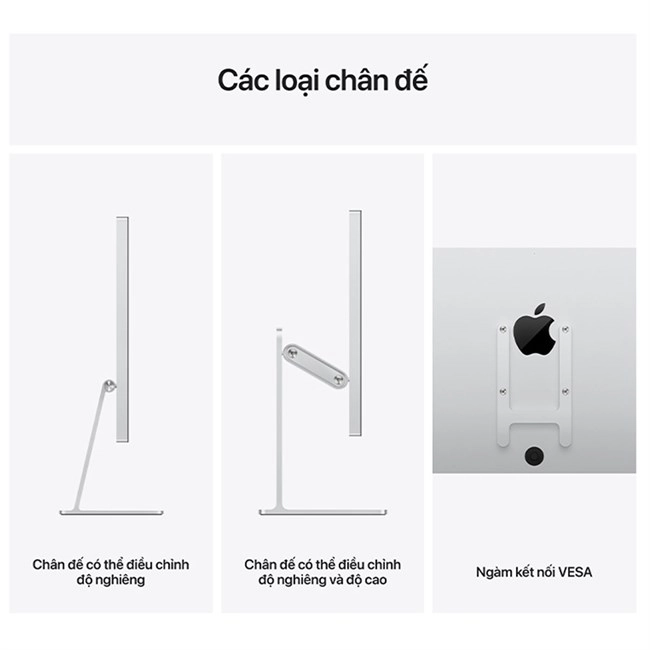 Các loại chân đế
Chân đế có thể điều chỉnh
độ nghiêng
Chân đế có thể điều chỉnh
độ nghiêng và độ cao
Ngàm kết nối VESA